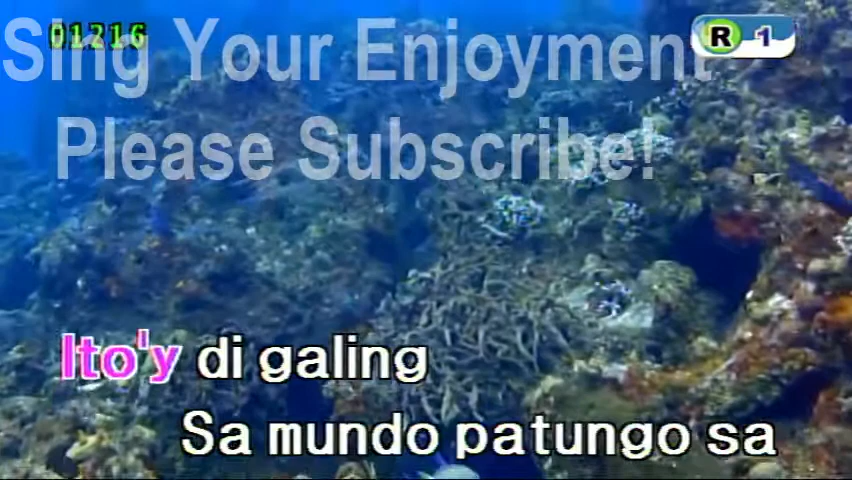 01216
Sing Your Enjoyment
R 1
Please Subscribe!
Ito'y di galing
Sa mundo patungo sa